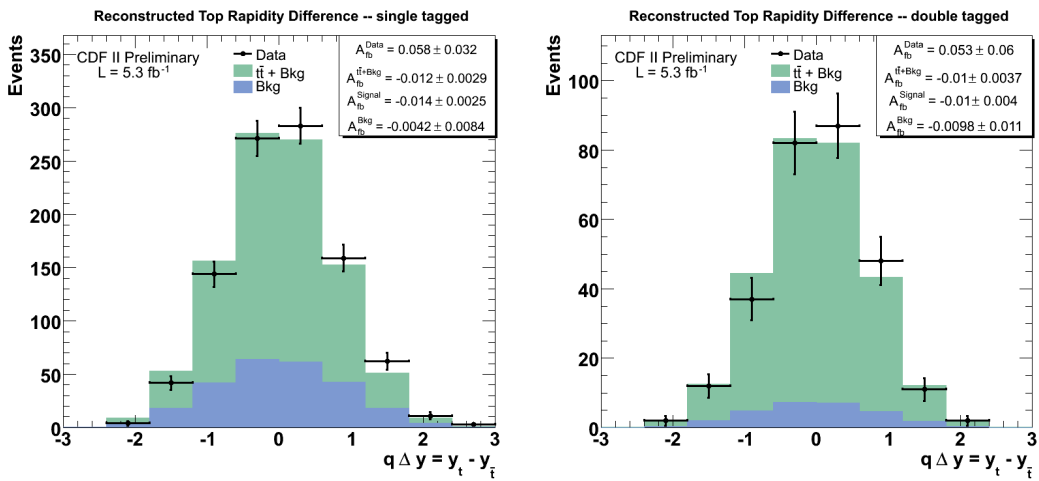 Reconstructed Top Rapidity Difference -- single tagged
Events
350
300
250
200
150
100
50
0
CDF II Preliminary
L = 5.3 fb⁻¹
Data
tt̄ + Bkg
Bkg
A_fb^Data = 0.058 ± 0.032
A_fb^tt̄+Bkg = -0.012 ± 0.0029
A_fb^Signal = -0.014 ± 0.0025
A_fb^Bkg = -0.0042 ± 0.0084
-3 -2 -1 0 1 2 3
q Δ y = y_t - y_t̄
Reconstructed Top Rapidity Difference -- double tagged
Events
100
80
60
40
20
0
CDF II Preliminary
L = 5.3 fb⁻¹
Data
tt̄ + Bkg
Bkg
A_fb^Data = 0.053 ± 0.06
A_fb^tt̄+Bkg = -0.01 ± 0.0037
A_fb^Signal = -0.01 ± 0.004
A_fb^Bkg = -0.0098 ± 0.011
-3 -2 -1 0 1 2 3
q Δ y = y_t - y_t̄